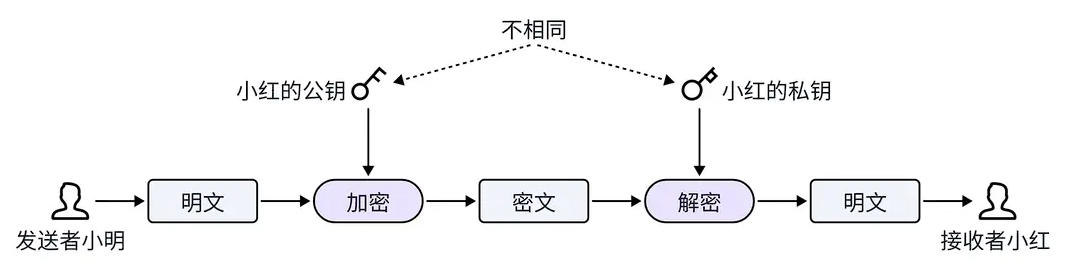 不相同
小红的公钥
小红的私钥
明文
加密
密文
解密
明文
发送者小明
接收者小红